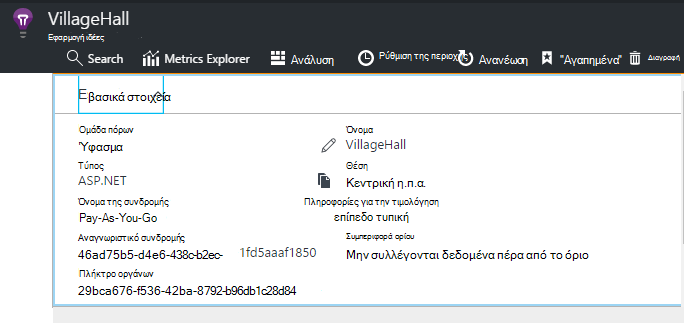 VillageHall
Εφαρμογή ιδέες
Search Metrics Explorer Ανάλυση Ρύθμιση της περιοχής Ανανέωση "Αγαπημένα" Διαγραφή
Εβασικά στοιχεία
Ομάδα πόρων Όνομα
Ύφασμα VillageHall
Τύπος Θέση
ASP.NET Κεντρική η.π.α.
Όνομα της συνδρομής Πληροφορίες για την τιμολόγηση
Pay-As-You-Go επίπεδο τυπική
Αναγνωριστικό συνδρομής Συμπεριφορά ορίου
46ad75b5-d4e6-438c-b2ec- 1fd5aaaf1850 Μην συλλέγονται δεδομένα πέρα από το όριο
Πλήκτρο οργάνων
29bca676-f536-42ba-8792-b96db1c28d84